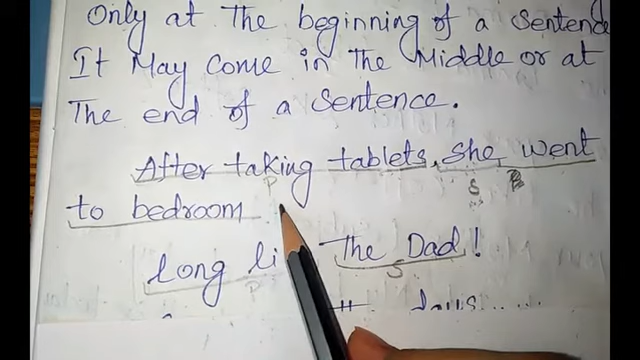 Only at The beginning of a Sentence
It May Come in The Middle or at
The end of a Sentence.
After taking tablets, she went
P S P
to bedroom
Long li The Dad!
P S